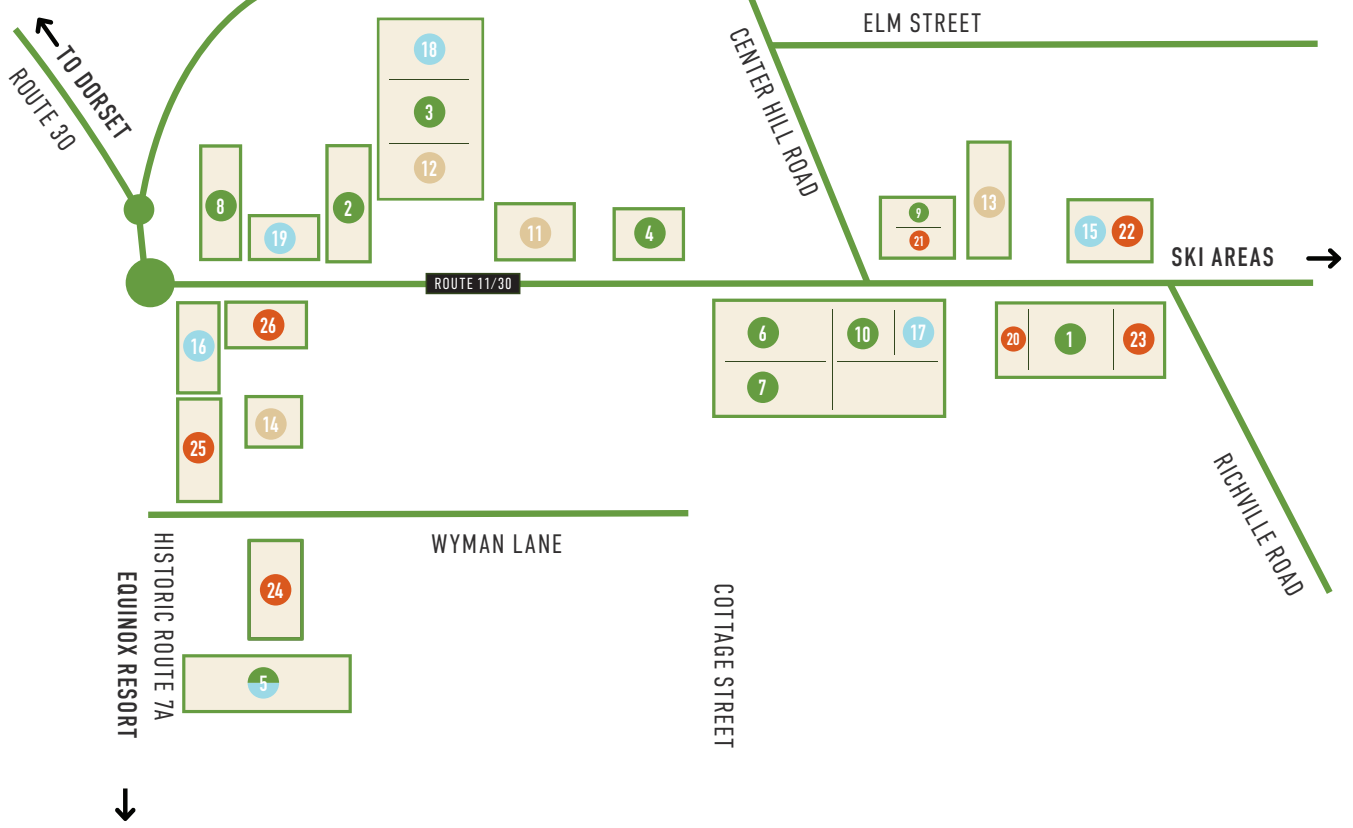 ELM STREET
CENTER HILL ROAD
TO DORSET
ROUTE 30
18
3
12
8
19
2
11
4
9
21
13
15
22
SKI AREAS
ROUTE 11/30
16
26
6
10
17
7
20
1
23
25
14
RICHVILLE ROAD
WYMAN LANE
HISTORIC ROUTE 7A
EQUINOX RESORT
24
5
COTTAGE STREET